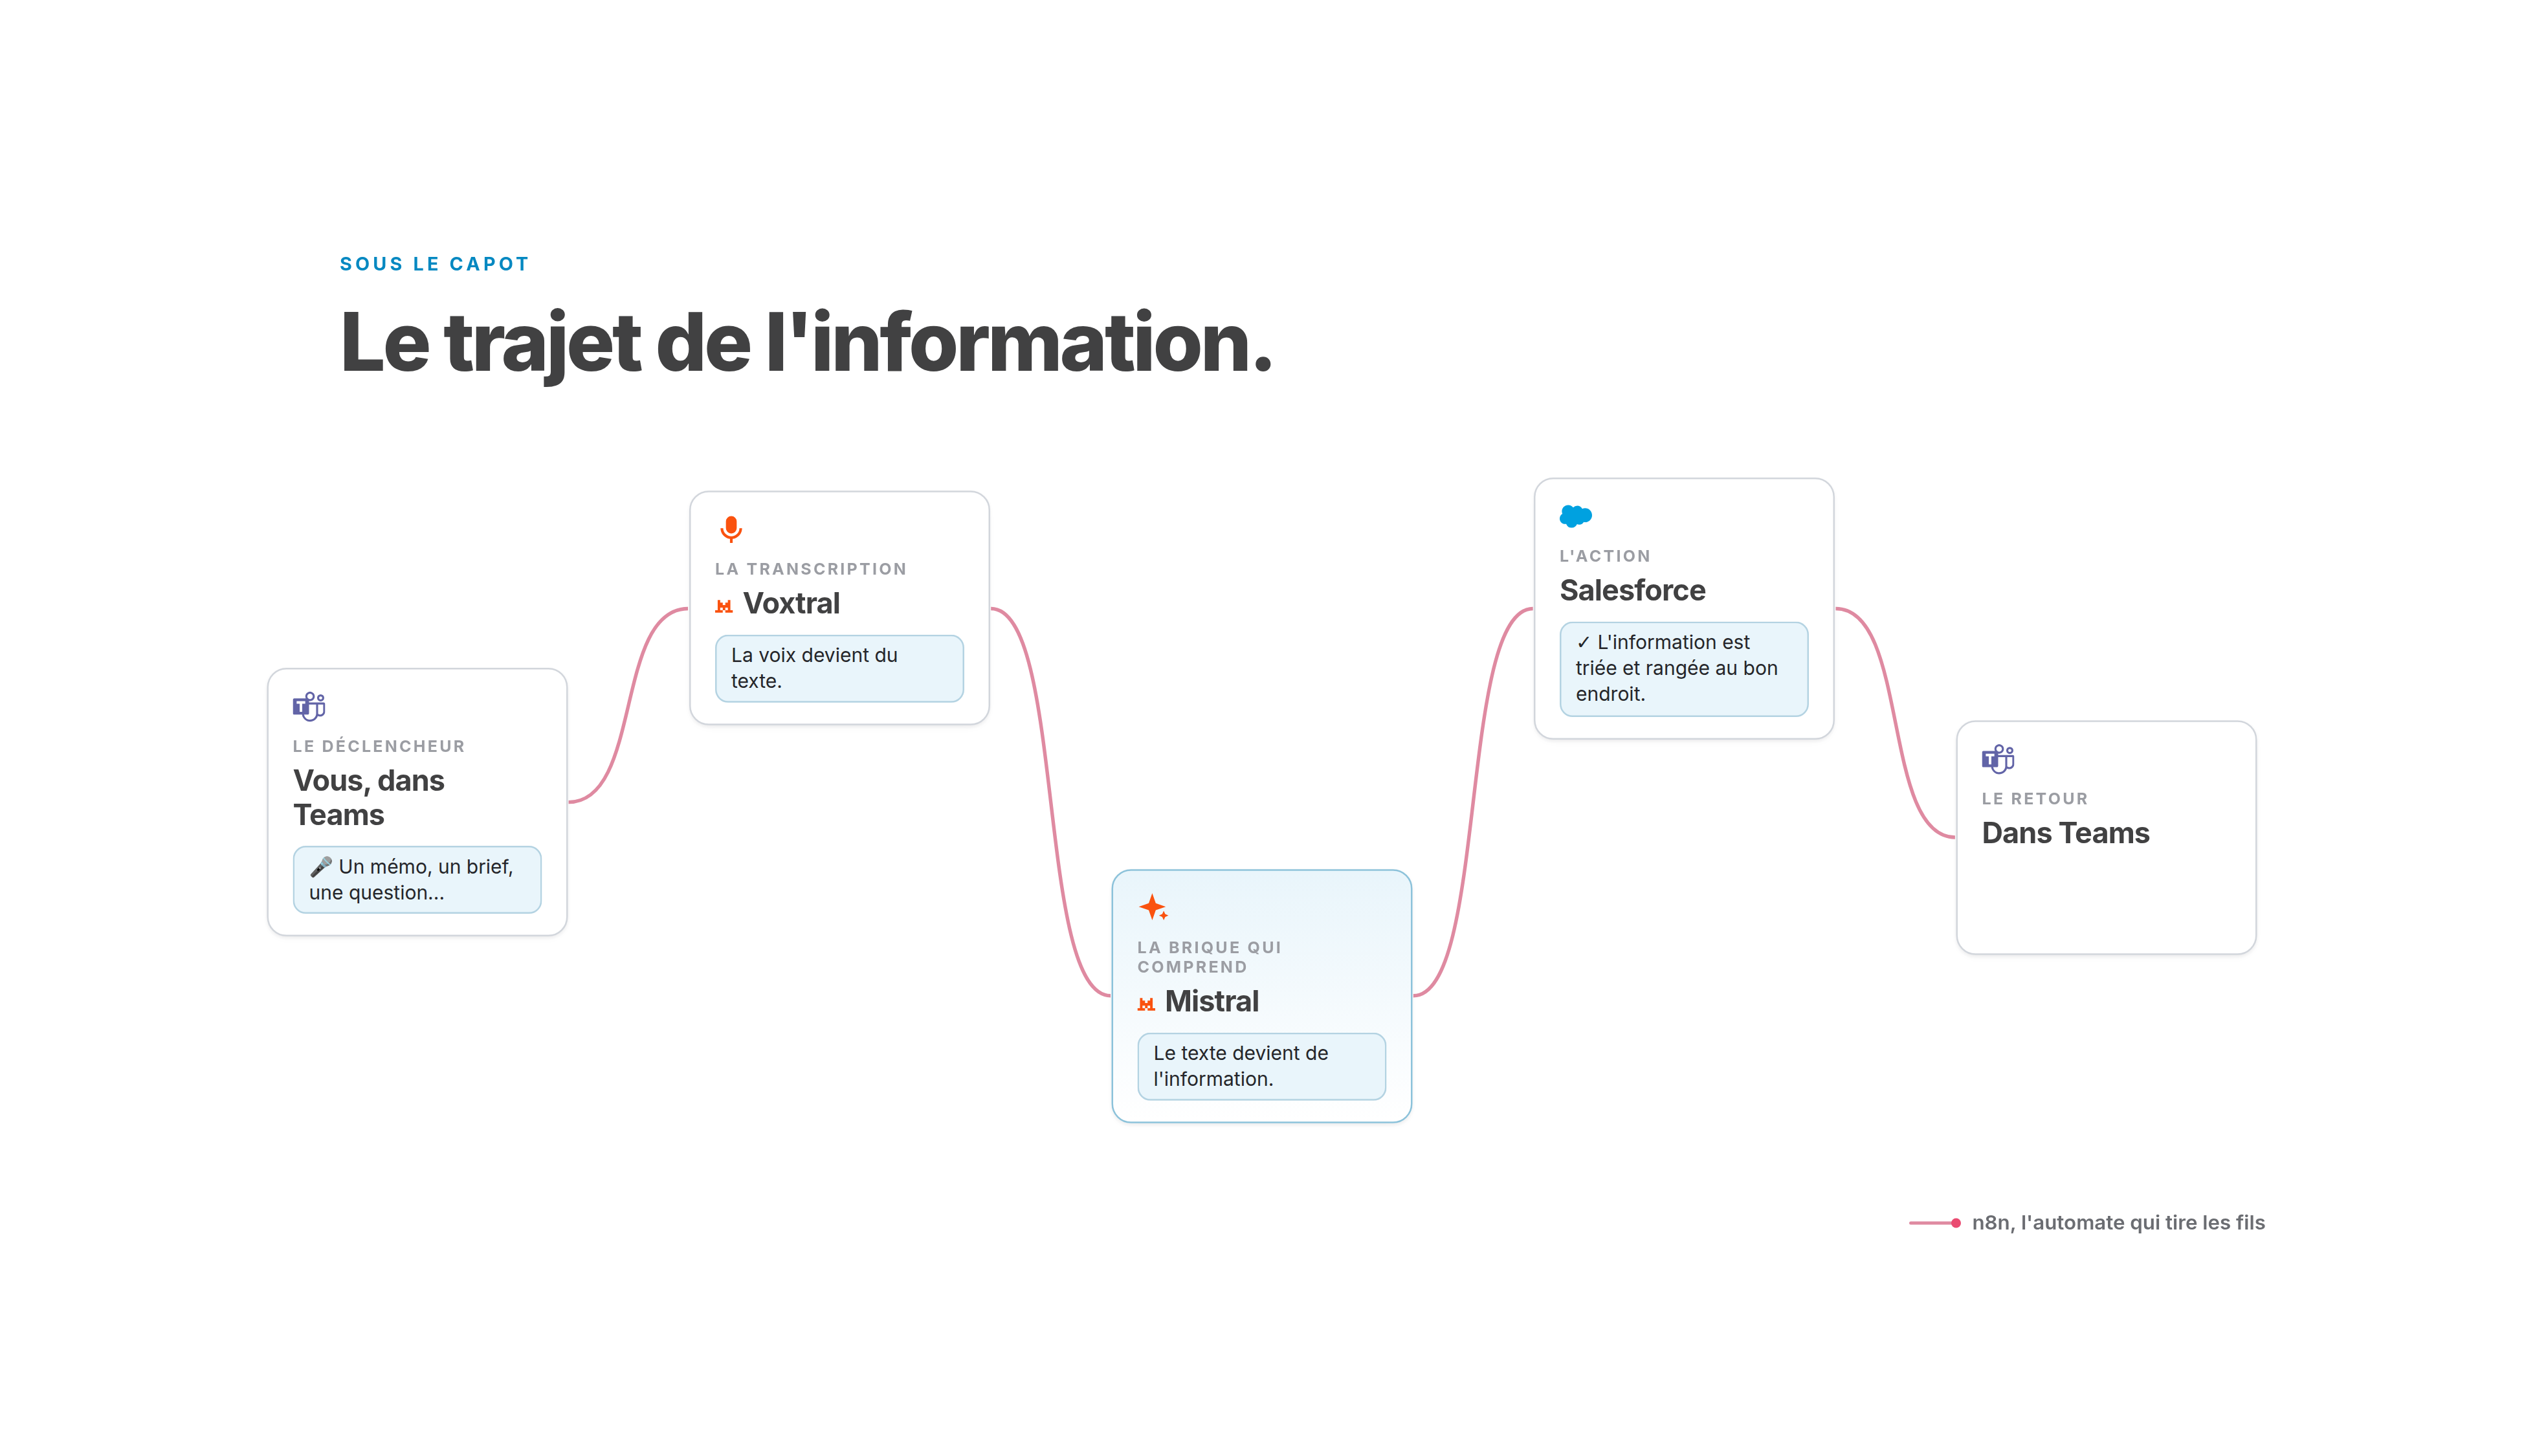 SOUS LE CAPOT
Le trajet de l'information.
LE DÉCLENCHEUR
Vous, dans
Teams
🎤 Un mémo, un brief,
une question...
LA TRANSCRIPTION
Voxtral
La voix devient du
texte.
LA BRIQUE QUI
COMPREND
Mistral
Le texte devient de
l'information.
L'ACTION
Salesforce
✓ L'information est
triée et rangée au bon
endroit.
LE RETOUR
Dans Teams
n8n, l'automate qui tire les fils